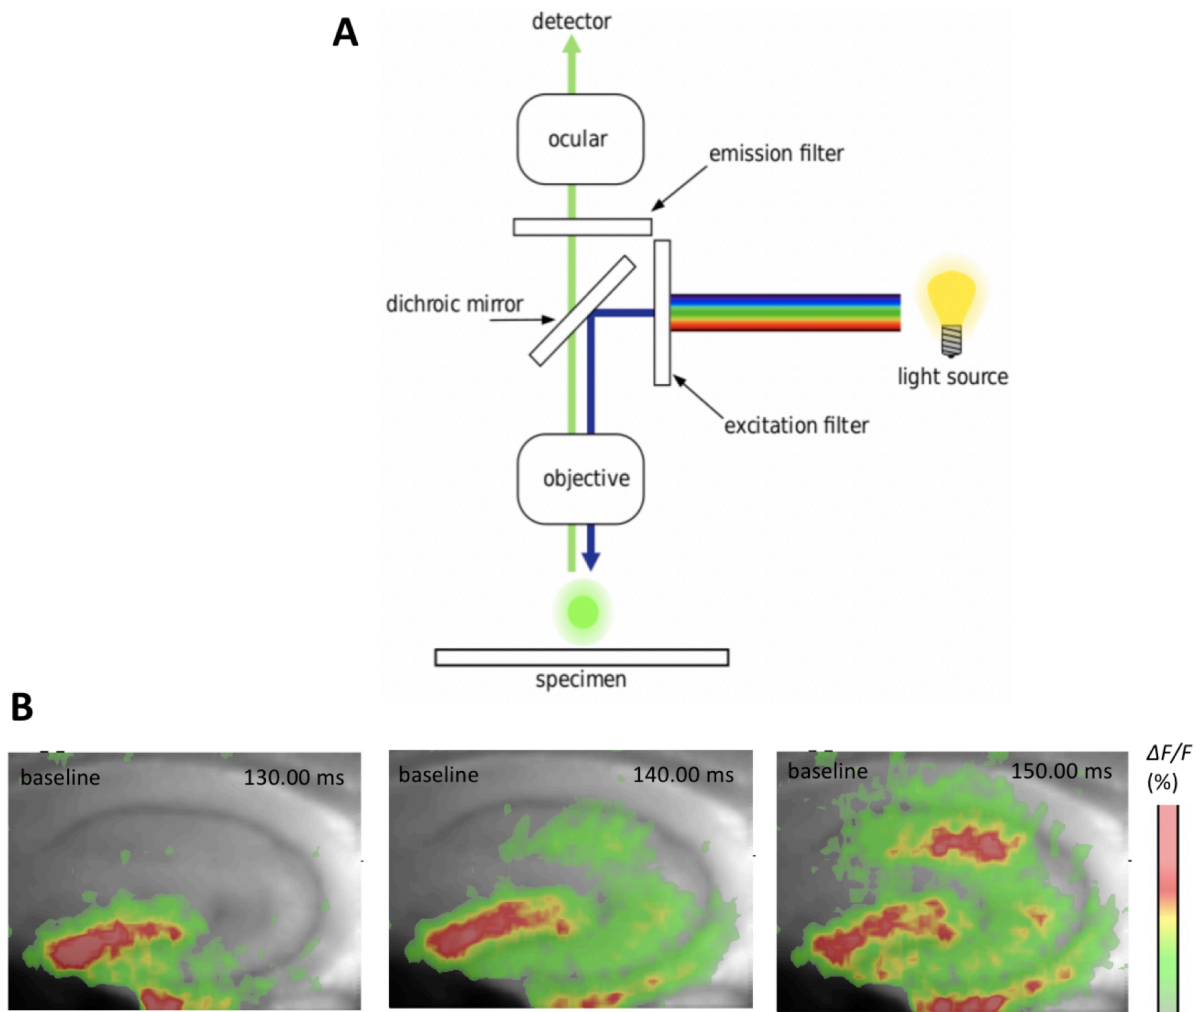 A
detector
ocular
emission filter
dichroic mirror
light source
excitation filter
objective
specimen
B
baseline 130.00 ms
baseline 140.00 ms
baseline 150.00 ms
ΔF/F
(%)